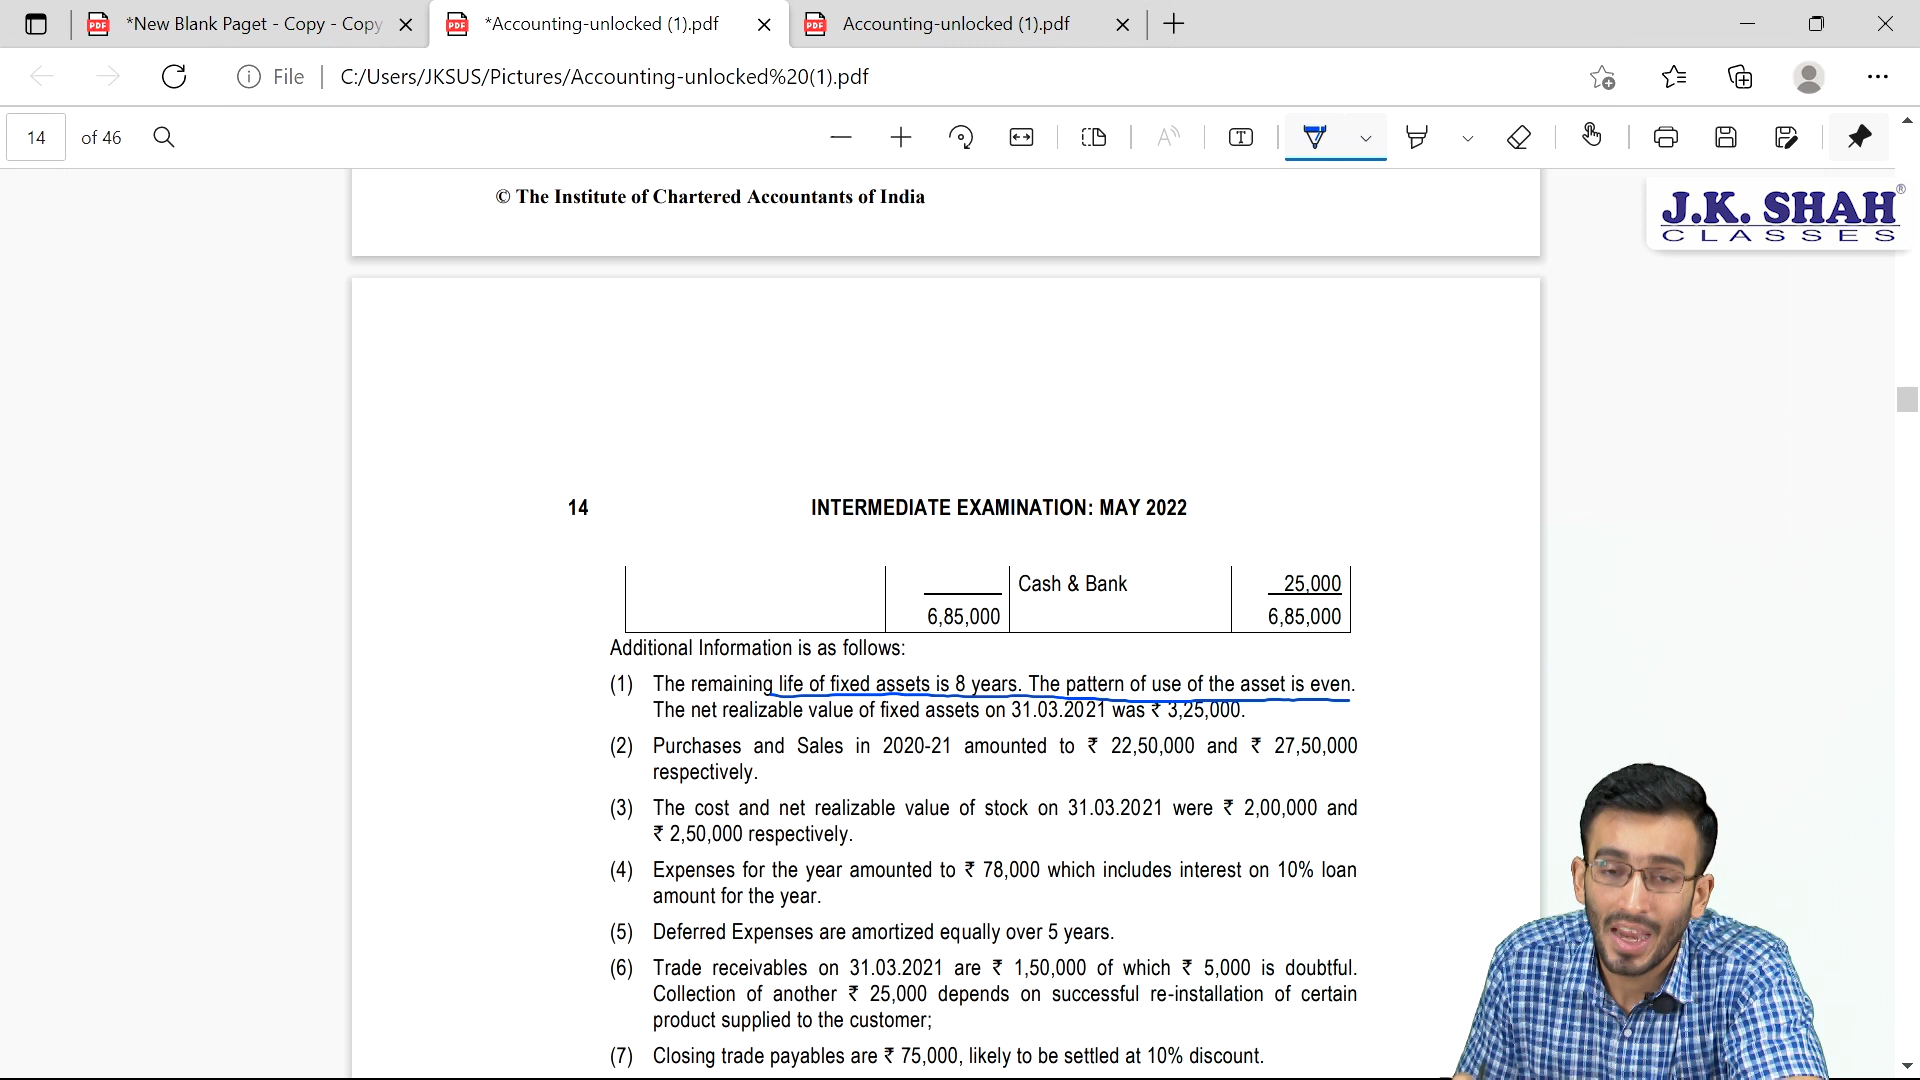 *New Blank Paget - Copy - Copy
*Accounting-unlocked (1).pdf
Accounting-unlocked (1).pdf
File
C:/Users/JKSUS/Pictures/Accounting-unlocked%20(1).pdf
14 of 46
© The Institute of Chartered Accountants of India
J.K. SHAH®
CLASSES
14 INTERMEDIATE EXAMINATION: MAY 2022
Cash & Bank 25,000
6,85,000 6,85,000
Additional Information is as follows:
(1) The remaining life of fixed assets is 8 years. The pattern of use of the asset is even.
The net realizable value of fixed assets on 31.03.2021 was ₹ 3,25,000.
(2) Purchases and Sales in 2020-21 amounted to ₹ 22,50,000 and ₹ 27,50,000
respectively.
(3) The cost and net realizable value of stock on 31.03.2021 were ₹ 2,00,000 and
₹ 2,50,000 respectively.
(4) Expenses for the year amounted to ₹ 78,000 which includes interest on 10% loan
amount for the year.
(5) Deferred Expenses are amortized equally over 5 years.
(6) Trade receivables on 31.03.2021 are ₹ 1,50,000 of which ₹ 5,000 is doubtful.
Collection of another ₹ 25,000 depends on successful re-installation of certain
product supplied to the customer;
(7) Closing trade payables are ₹ 75,000, likely to be settled at 10% discount.